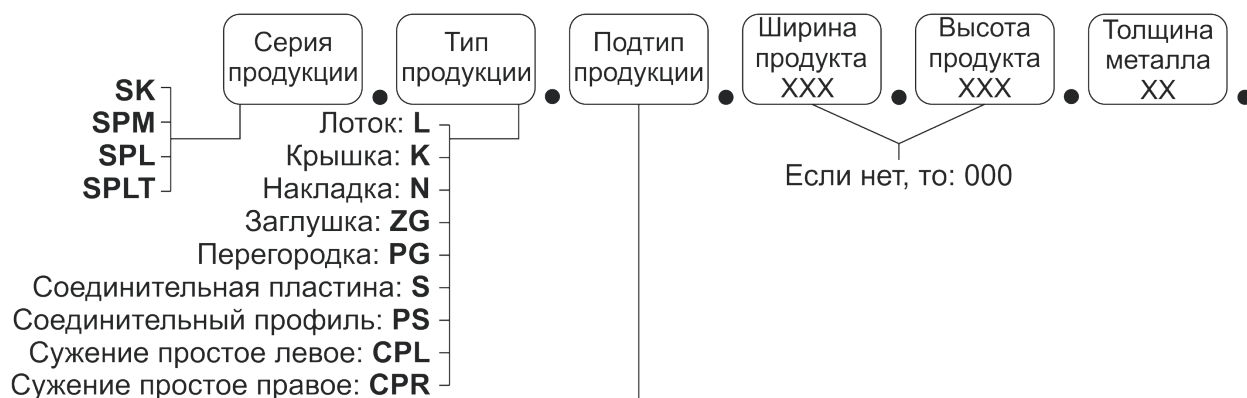 Серия
продукции
Тип
продукции
Подтип
продукции
Ширина
продукта
XXX
Высота
продукта
XXX
Толщина
металла
XX
SK
SPM
SPL
SPLT
Лоток: L
Крышка: K
Накладка: N
Заглушка: ZG
Перегородка: PG
Соединительная пластина: S
Соединительный профиль: PS
Сужение простое левое: CPL
Сужение простое правое: CPR
Если нет, то: 000